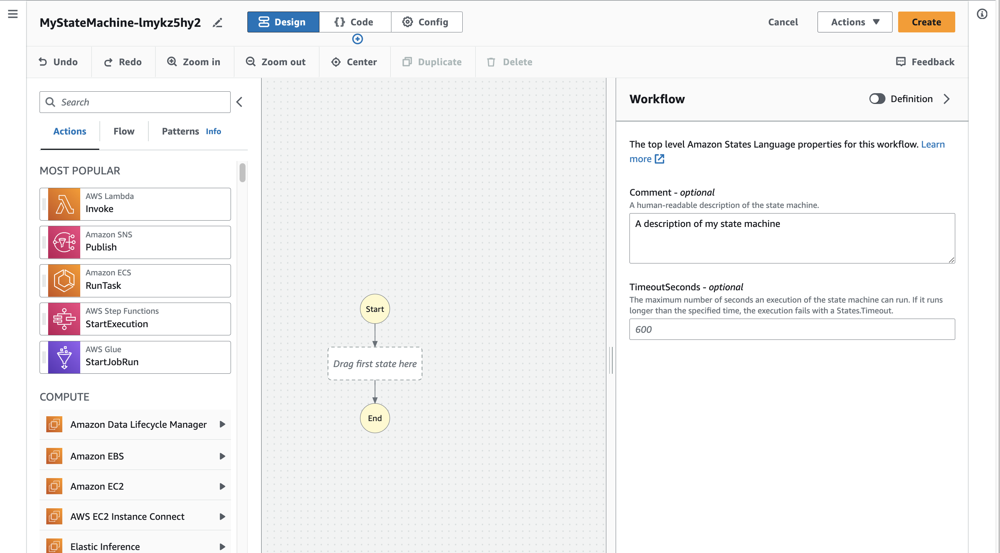 MyStateMachine-lmykz5hy2
Design
{} Code
Config
Cancel
Actions
Create
Undo
Redo
Zoom in
Zoom out
Center
Duplicate
Delete
Feedback
Search
Actions
Flow
Patterns
Info
MOST POPULAR
AWS Lambda
Invoke
Amazon SNS
Publish
Amazon ECS
RunTask
AWS Step Functions
StartExecution
AWS Glue
StartJobRun
COMPUTE
Amazon Data Lifecycle Manager
Amazon EBS
Amazon EC2
AWS EC2 Instance Connect
Elastic Inference
Start
Drag first state here
End
Workflow
Definition
The top level Amazon States Language properties for this workflow. Learn
more
Comment - optional
A human-readable description of the state machine.
A description of my state machine
TimeoutSeconds - optional
The maximum number of seconds an execution of the state machine can run. If it runs
longer than the specified time, the execution fails with a States.Timeout.
600